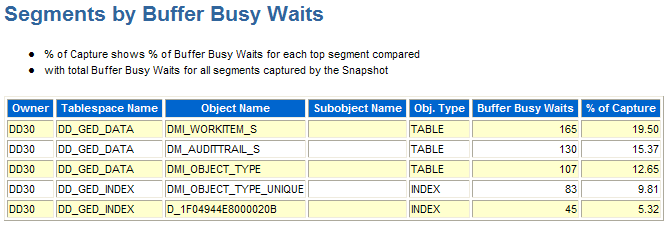 Segments by Buffer Busy Waits
% of Capture shows % of Buffer Busy Waits for each top segment compared
with total Buffer Busy Waits for all segments captured by the Snapshot
Owner Tablespace Name Object Name Subobject Name Obj. Type Buffer Busy Waits % of Capture
DD30 DD_GED_DATA DMI_WORKITEM_S TABLE 165 19.50
DD30 DD_GED_DATA DM_AUDITTRAIL_S TABLE 130 15.37
DD30 DD_GED_DATA DMI_OBJECT_TYPE TABLE 107 12.65
DD30 DD_GED_INDEX DMI_OBJECT_TYPE_UNIQUE INDEX 83 9.81
DD30 DD_GED_INDEX D_1F04944E8000020B INDEX 45 5.32